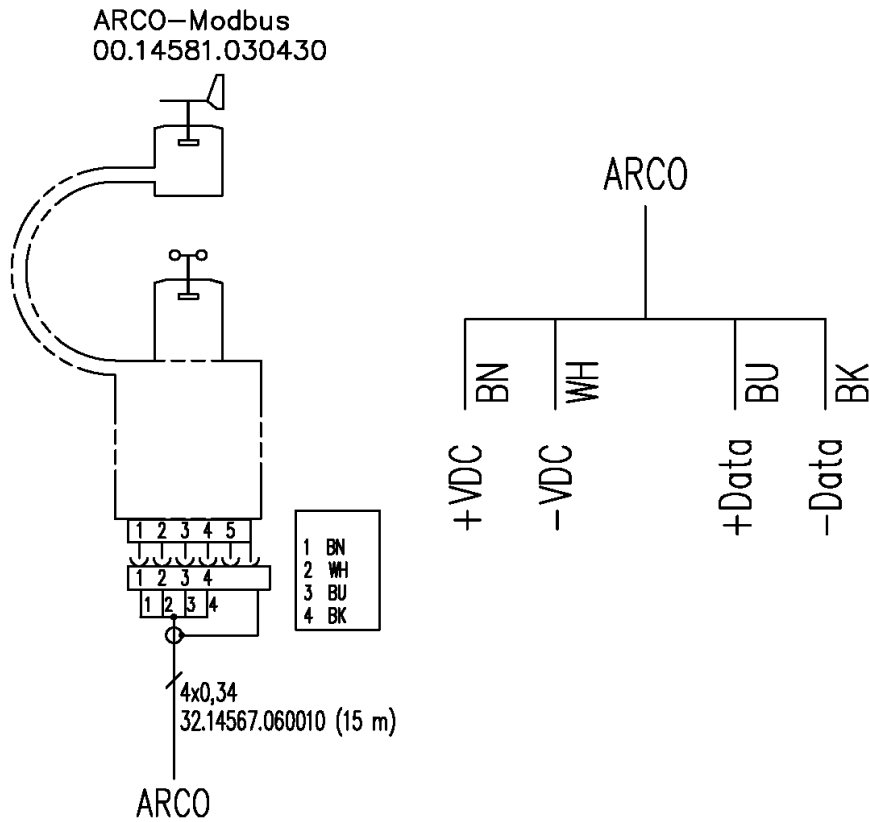 ARCO-Modbus
00.14581.030430
1 2 3 4 5
1 2 3 4
1 2 3 4
1 BN
2 WH
3 BU
4 BK
4x0,34
32.14567.060010 (15 m)
ARCO
ARCO
BN
WH
BU
BK
+VDC
-VDC
+Data
-Data